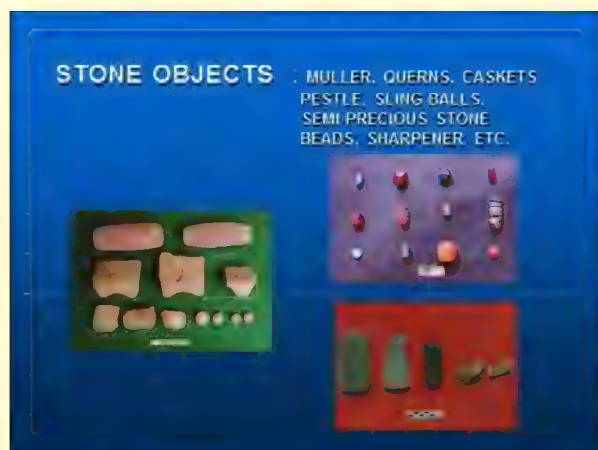 STONE OBJECTS : MULLER, QUERNS, CASKETS
PESTLE, SLING BALLS,
SEMI PRECIOUS STONE
BEADS, SHARPENER ETC.